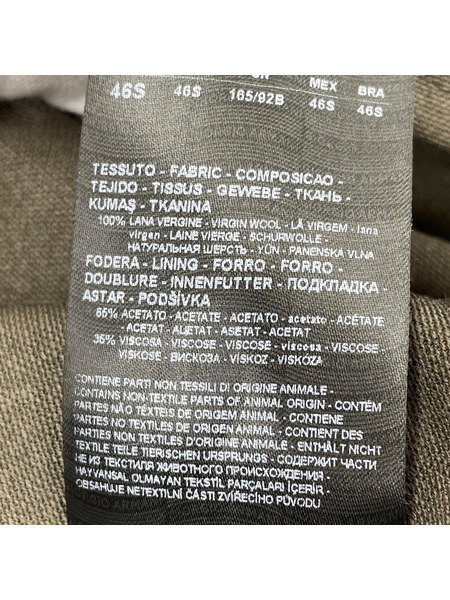 CN MEX BRA
46S 46S 165/92B 46S 46S
TESSUTO - FABRIC - COMPOSICAO -
TEJIDO - TISSUS - GEWEBE - ТКАНЬ -
KUMAS - TKANINA
100% LANA VERGINE - VIRGIN WOOL - LÃ VIRGEM - lana
virgen - LAINE VIERGE - SCHURWOLLE -
НАТУРАЛЬНАЯ ШЕРСТЬ - YÜN - PANENSKÁ VLNA
FODERA - LINING - FORRO - FORRO -
DOUBLURE - INNENFUTTER - ПОДКЛАДКА -
ASTAR - PODŠÍVKA
65% ACETATO - ACETATE - ACETATO - acetato - ACÉTATE
- ACETAT - АЦЕТАТ - ASETAT - ACETÁT
35% VISCOSA - VISCOSE - VISCOSE - viscosa - VISCOSE
VISKOSE - ВИСКОЗА - VİSKOZ - VISKÓZA
CONTIENE PARTI NON TESSILI DI ORIGINE ANIMALE -
CONTAINS NON-TEXTILE PARTS OF ANIMAL ORIGIN - CONTÉM
PARTES NÃO TÊXTEIS DE ORIGEM ANIMAL - CONTIENE
PARTES NO TEXTILES DE ORIGEN ANIMAL - CONTIENT DES
PARTIES NON TEXTILES D'ORIGINE ANIMALE - ENTHÄLT NICHT
TEXTILE TEILE TIERISCHEN URSPRUNGS - СОДЕРЖИТ ЧАСТИ
НЕ ИЗ ТЕКСТИЛЯ ЖИВОТНОГО ПРОИСХОЖДЕНИЯ -
HAYVANSAL OLMAYAN TEKSTİL PARÇALARI İÇERİR -
OBSAHUJE NETEXTILNÍ ČÁSTI ZVÍŘECÍHO PŮVODU